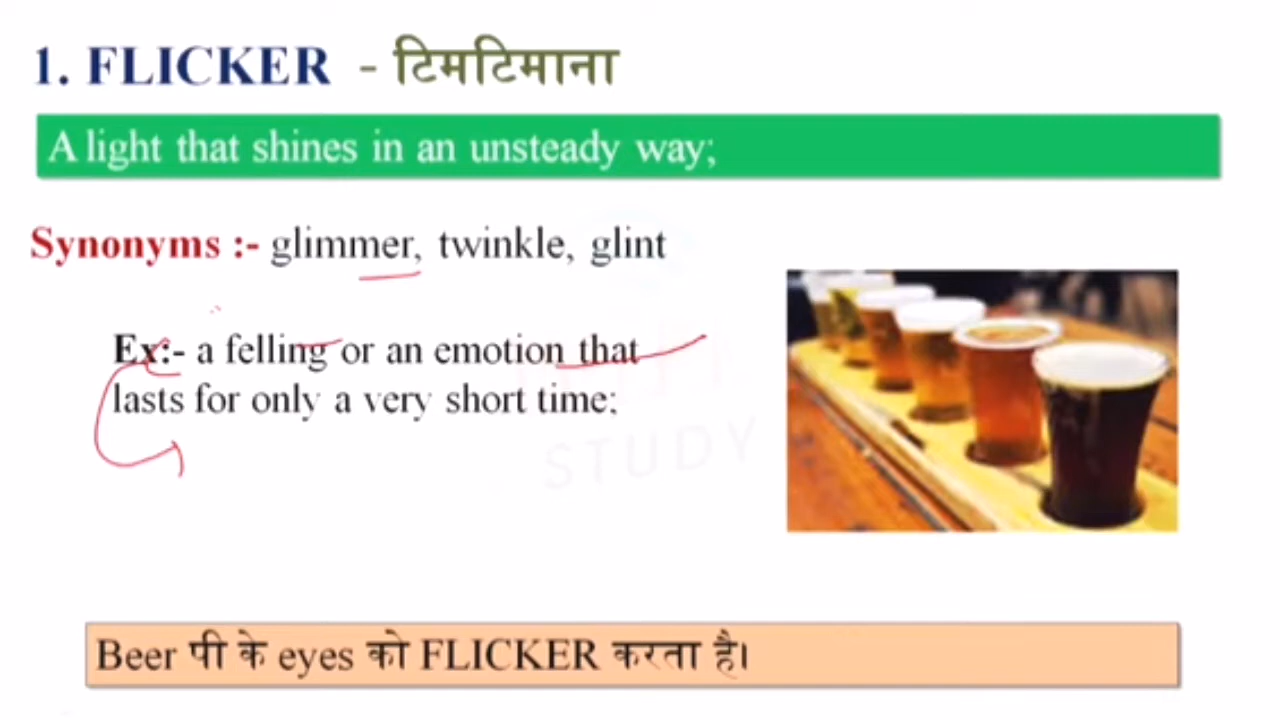 1. FLICKER - टिमटिमाना
A light that shines in an unsteady way;
Synonyms :- glimmer, twinkle, glint
Ex:- a felling or an emotion that
lasts for only a very short time;
STUDY
Beer पी के eyes को FLICKER करता है।